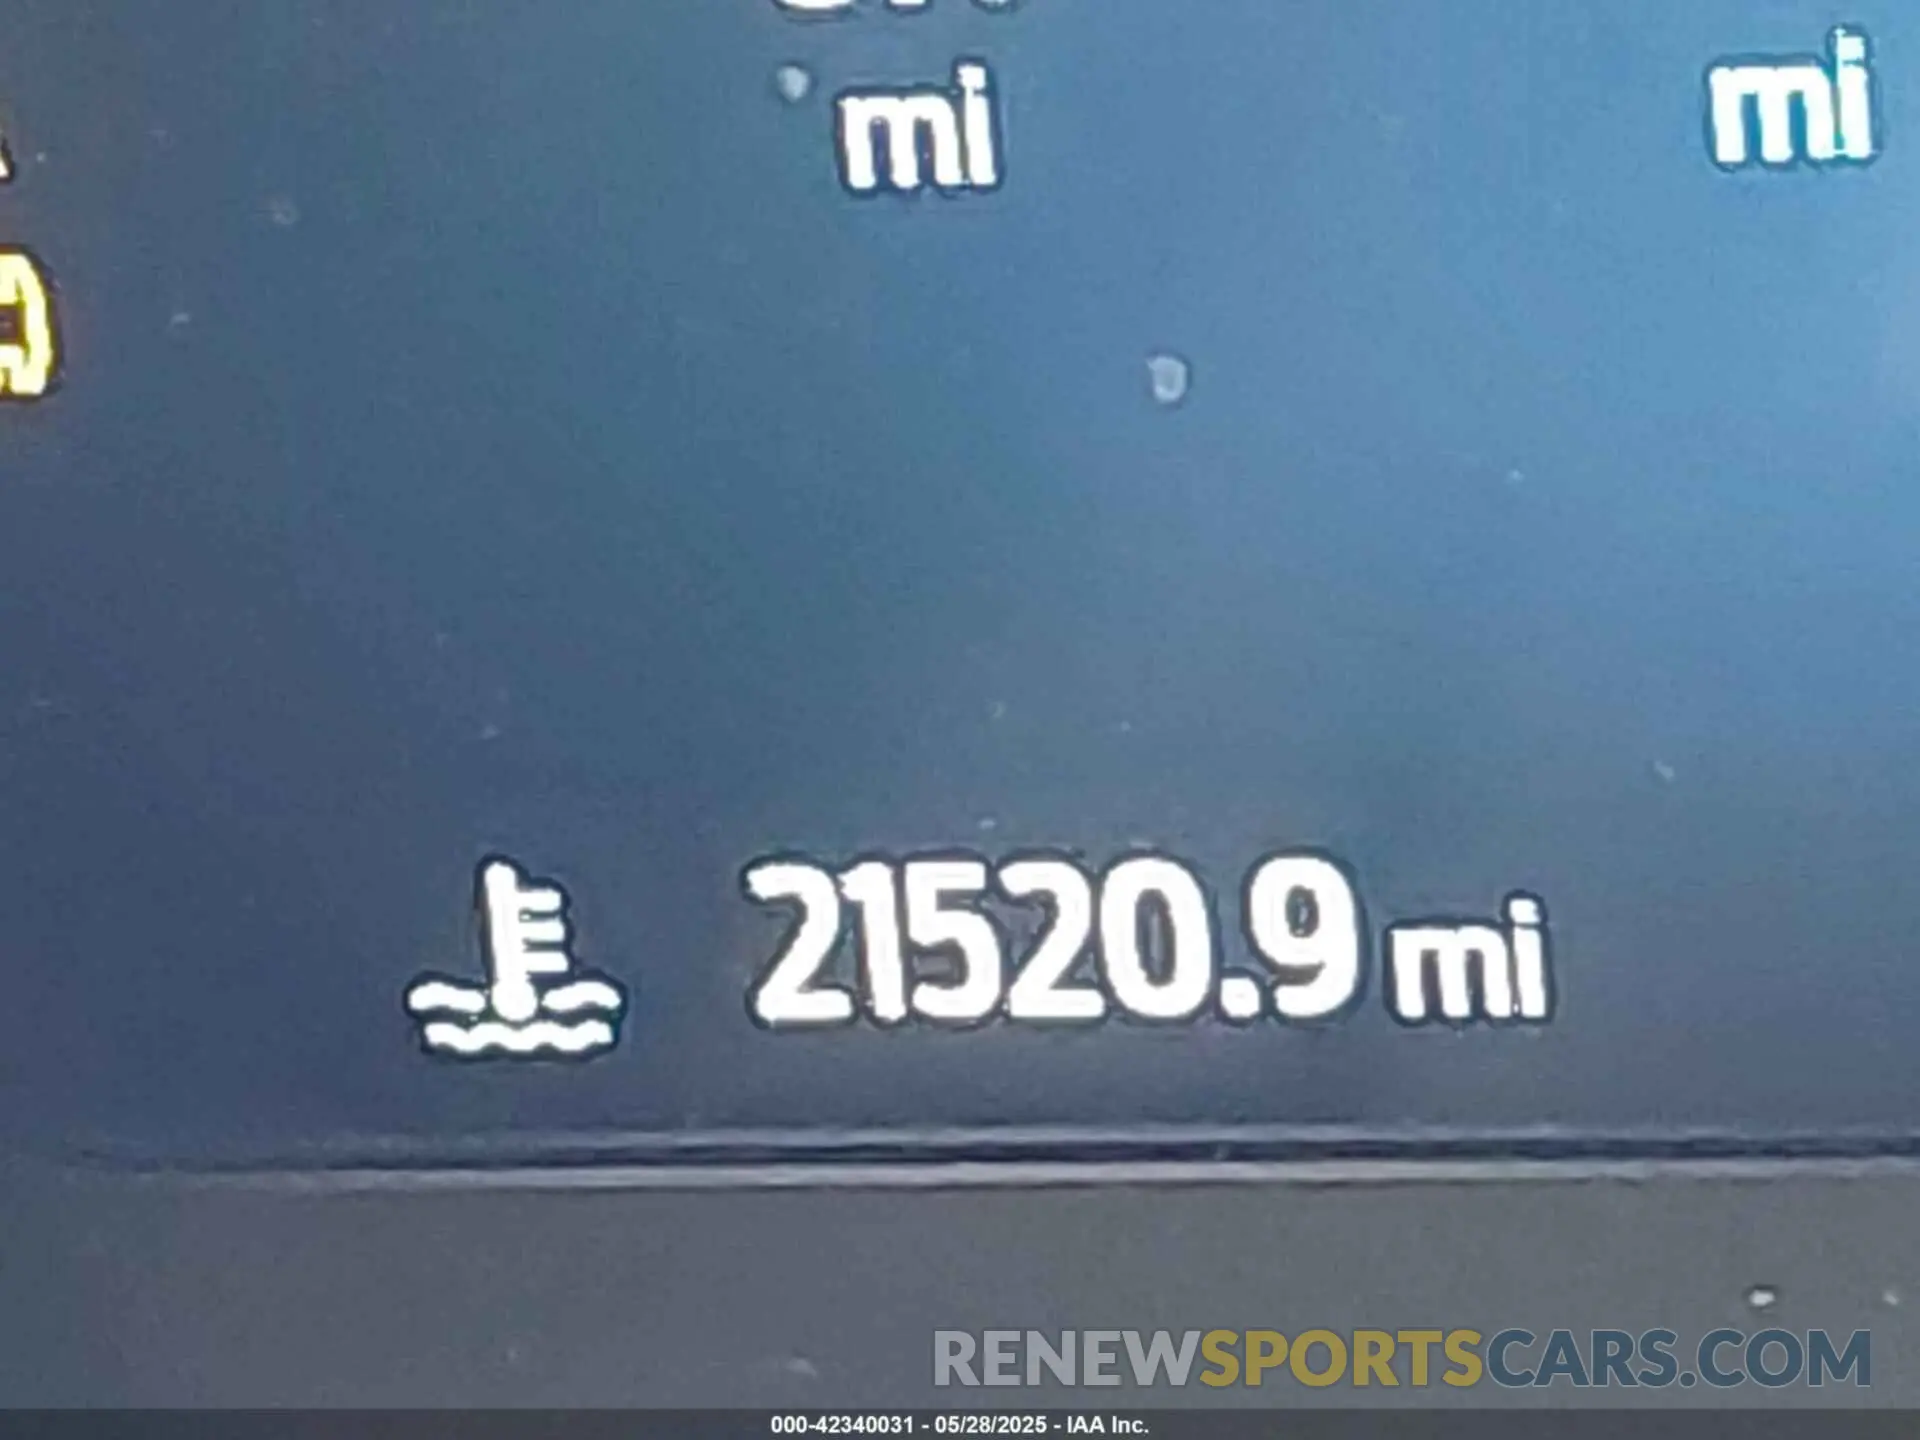 mi
mi
21520.9 mi
RENEWSPORTSCARS.COM
000-42340031 - 05/28/2025 - IAA Inc.